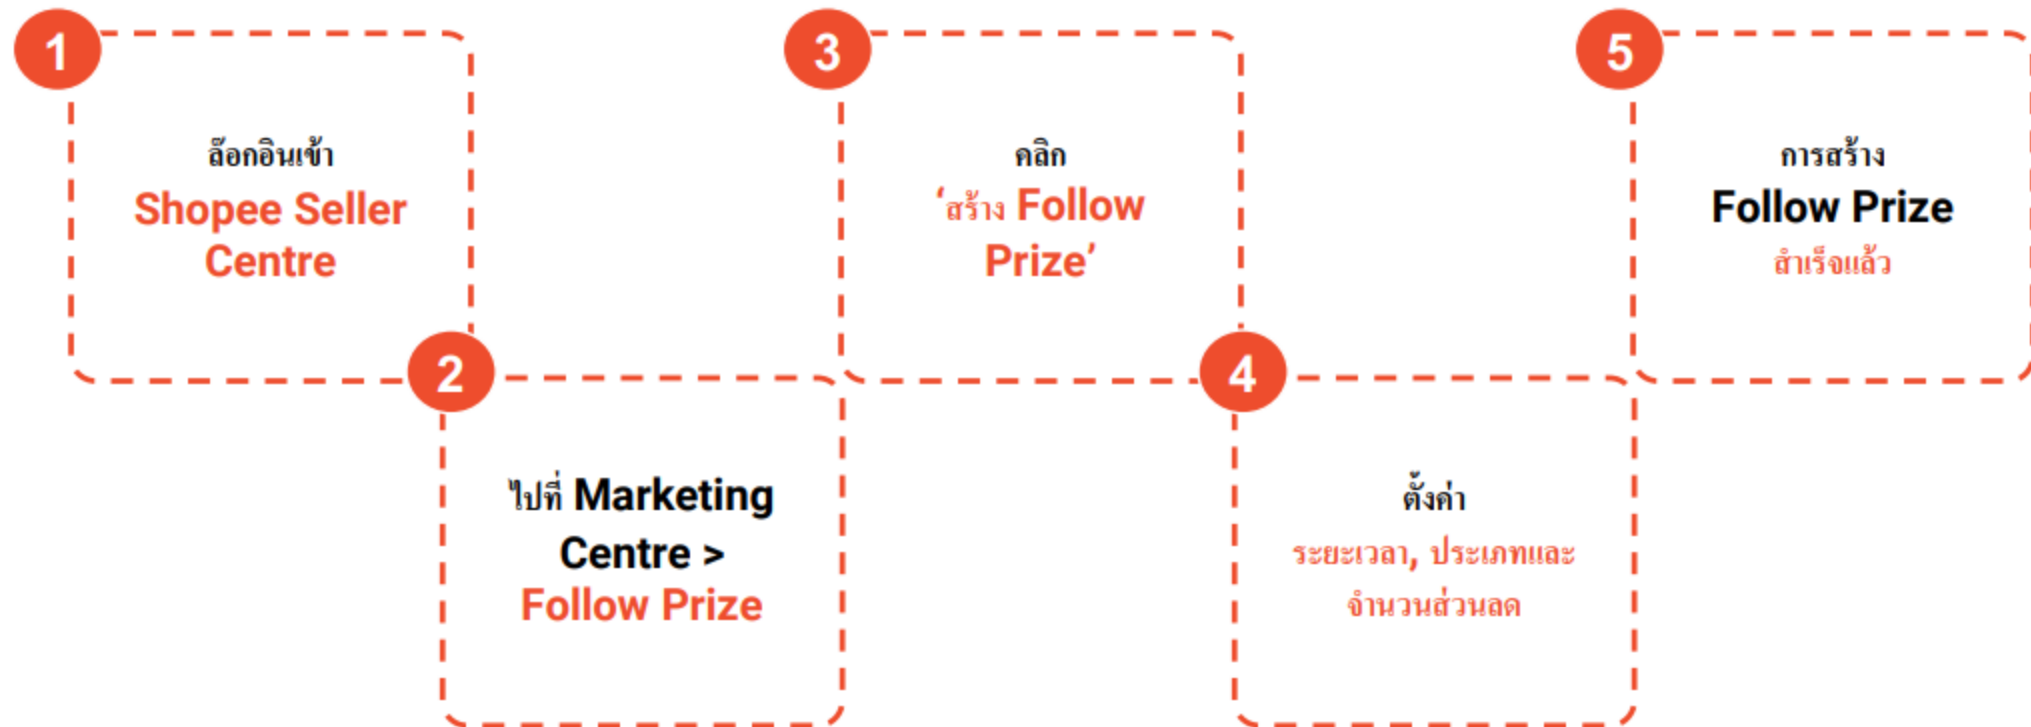 1
ล๊อกอินเข้า
Shopee Seller
Centre
2
ไปที่ Marketing
Centre >
Follow Prize
3
คลิก
‘สร้าง Follow
Prize’
4
ตั้งค่า
ระยะเวลา, ประเภทและ
จำนวนส่วนลด
5
การสร้าง
Follow Prize
สำเร็จแล้ว